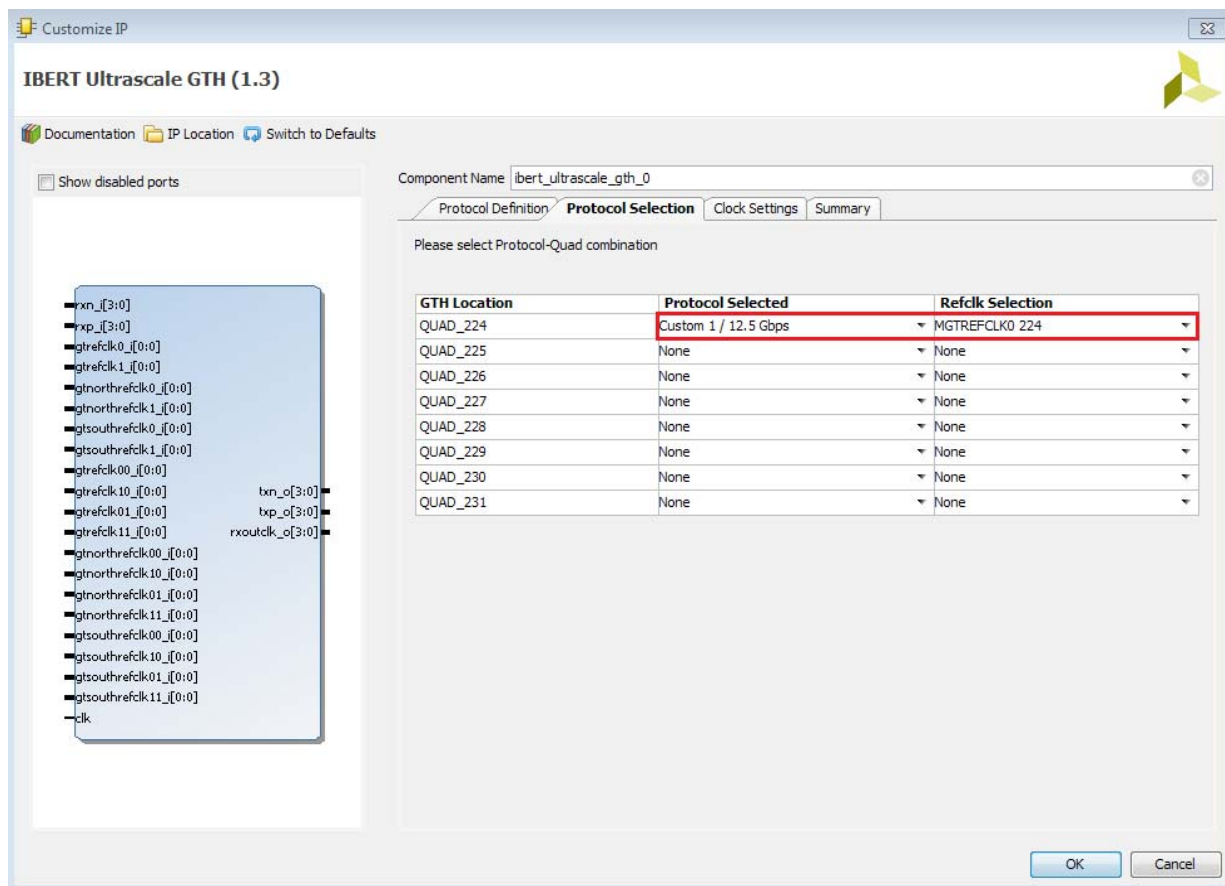 Customize IP
IBERT Ultrascale GTH (1.3)
Documentation IP Location Switch to Defaults
Show disabled ports
rxn_i[3:0]
rxp_i[3:0]
gtrefclk0_i[0:0]
gtrefclk1_i[0:0]
gtnorthrefclk0_i[0:0]
gtnorthrefclk1_i[0:0]
gtsouthrefclk0_i[0:0]
gtsouthrefclk1_i[0:0]
gtrefclk00_i[0:0]
gtrefclk10_i[0:0] txn_o[3:0]
gtrefclk01_i[0:0] txp_o[3:0]
gtrefclk11_i[0:0] rxoutclk_o[3:0]
gtnorthrefclk00_i[0:0]
gtnorthrefclk10_i[0:0]
gtnorthrefclk01_i[0:0]
gtnorthrefclk11_i[0:0]
gtsouthrefclk00_i[0:0]
gtsouthrefclk10_i[0:0]
gtsouthrefclk01_i[0:0]
gtsouthrefclk11_i[0:0]
clk
Component Name ibert_ultrascale_gth_0
Protocol Definition Protocol Selection Clock Settings Summary
Please select Protocol-Quad combination
GTH Location Protocol Selected Refclk Selection
QUAD_224 Custom 1 / 12.5 Gbps MGTREFCLK0 224
QUAD_225 None None
QUAD_226 None None
QUAD_227 None None
QUAD_228 None None
QUAD_229 None None
QUAD_230 None None
QUAD_231 None None
OK Cancel